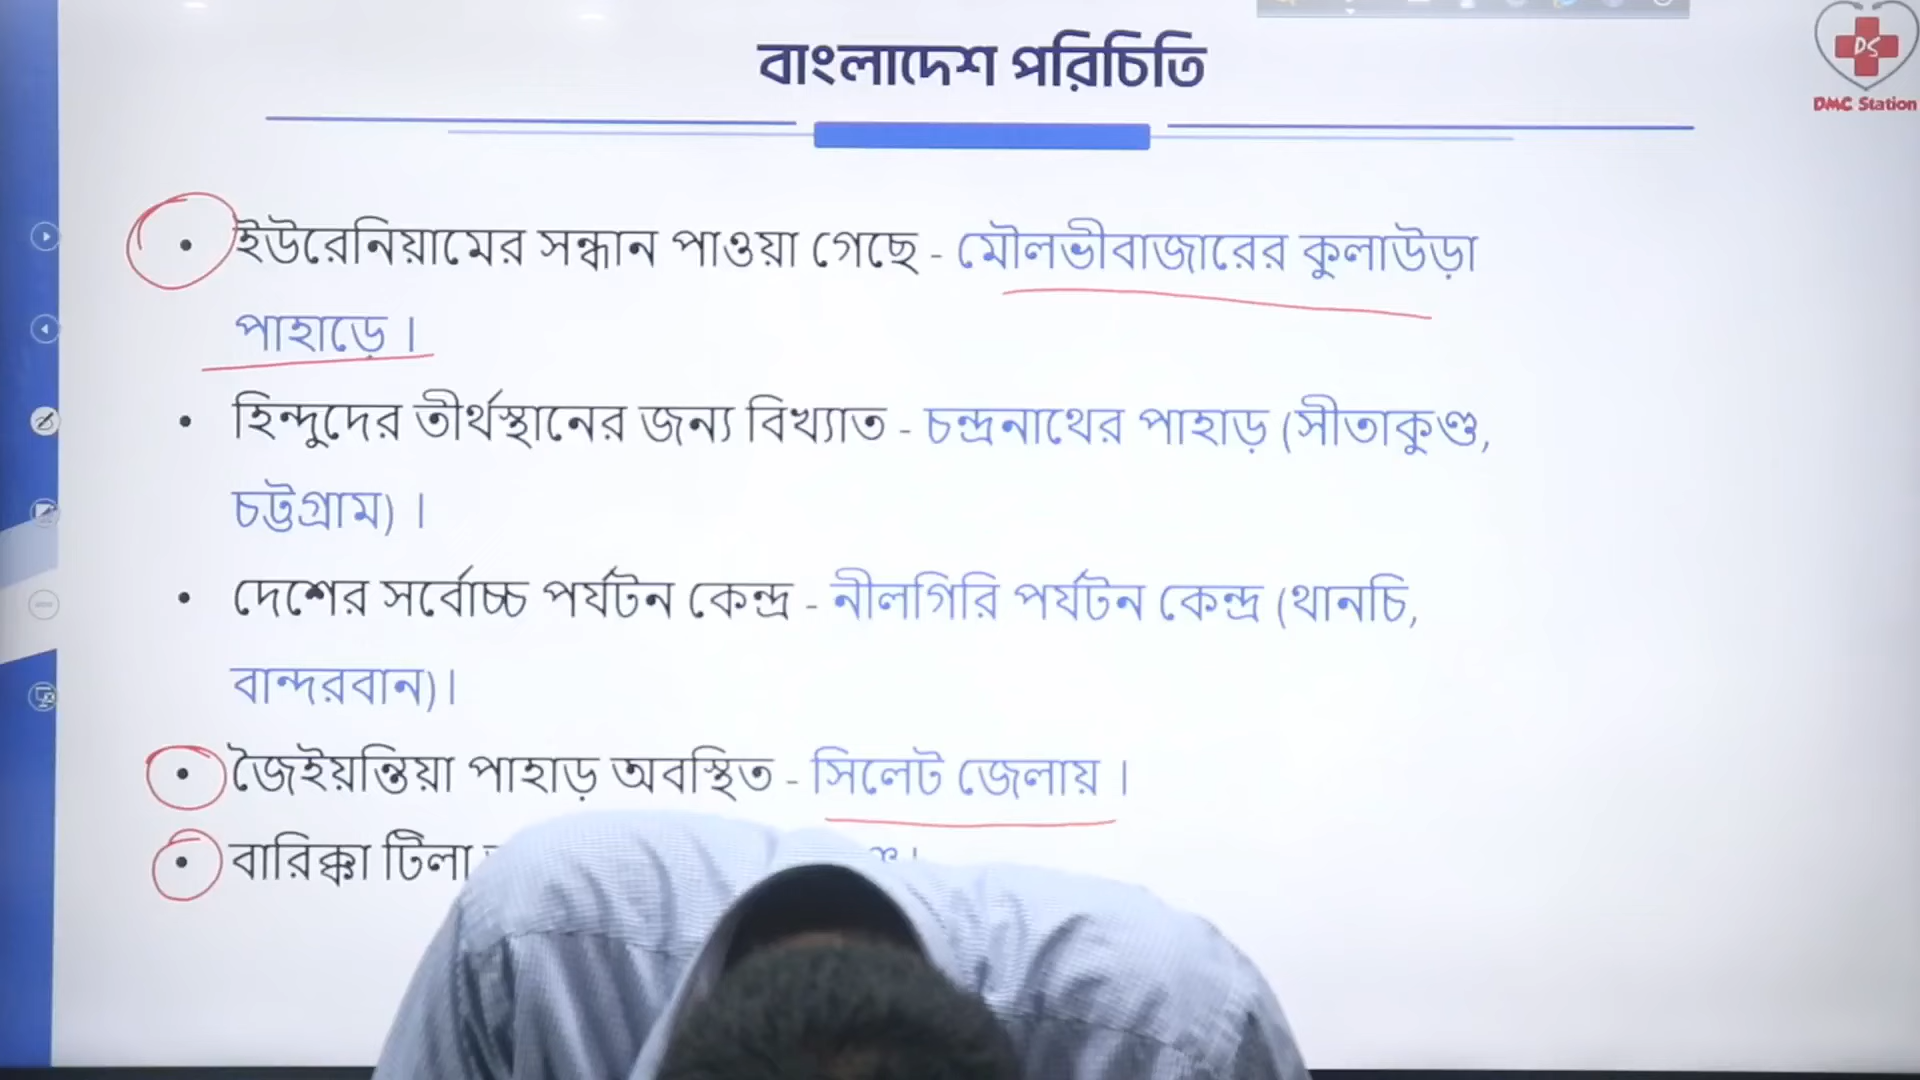 বাংলাদেশ পরিচিতি
DS
DMC Station
ইউরেনিয়ামের সন্ধান পাওয়া গেছে - মৌলভীবাজারের কুলাউড়া
পাহাড়ে ।
হিন্দুদের তীর্থস্থানের জন্য বিখ্যাত - চন্দ্রনাথের পাহাড় (সীতাকুণ্ড,
চট্টগ্রাম) ।
দেশের সর্বোচ্চ পর্যটন কেন্দ্র - নীলগিরি পর্যটন কেন্দ্র (থানচি,
বান্দরবান)।
জৈইয়ন্তিয়া পাহাড় অবস্থিত - সিলেট জেলায় ।
বারিক্কা টিলা